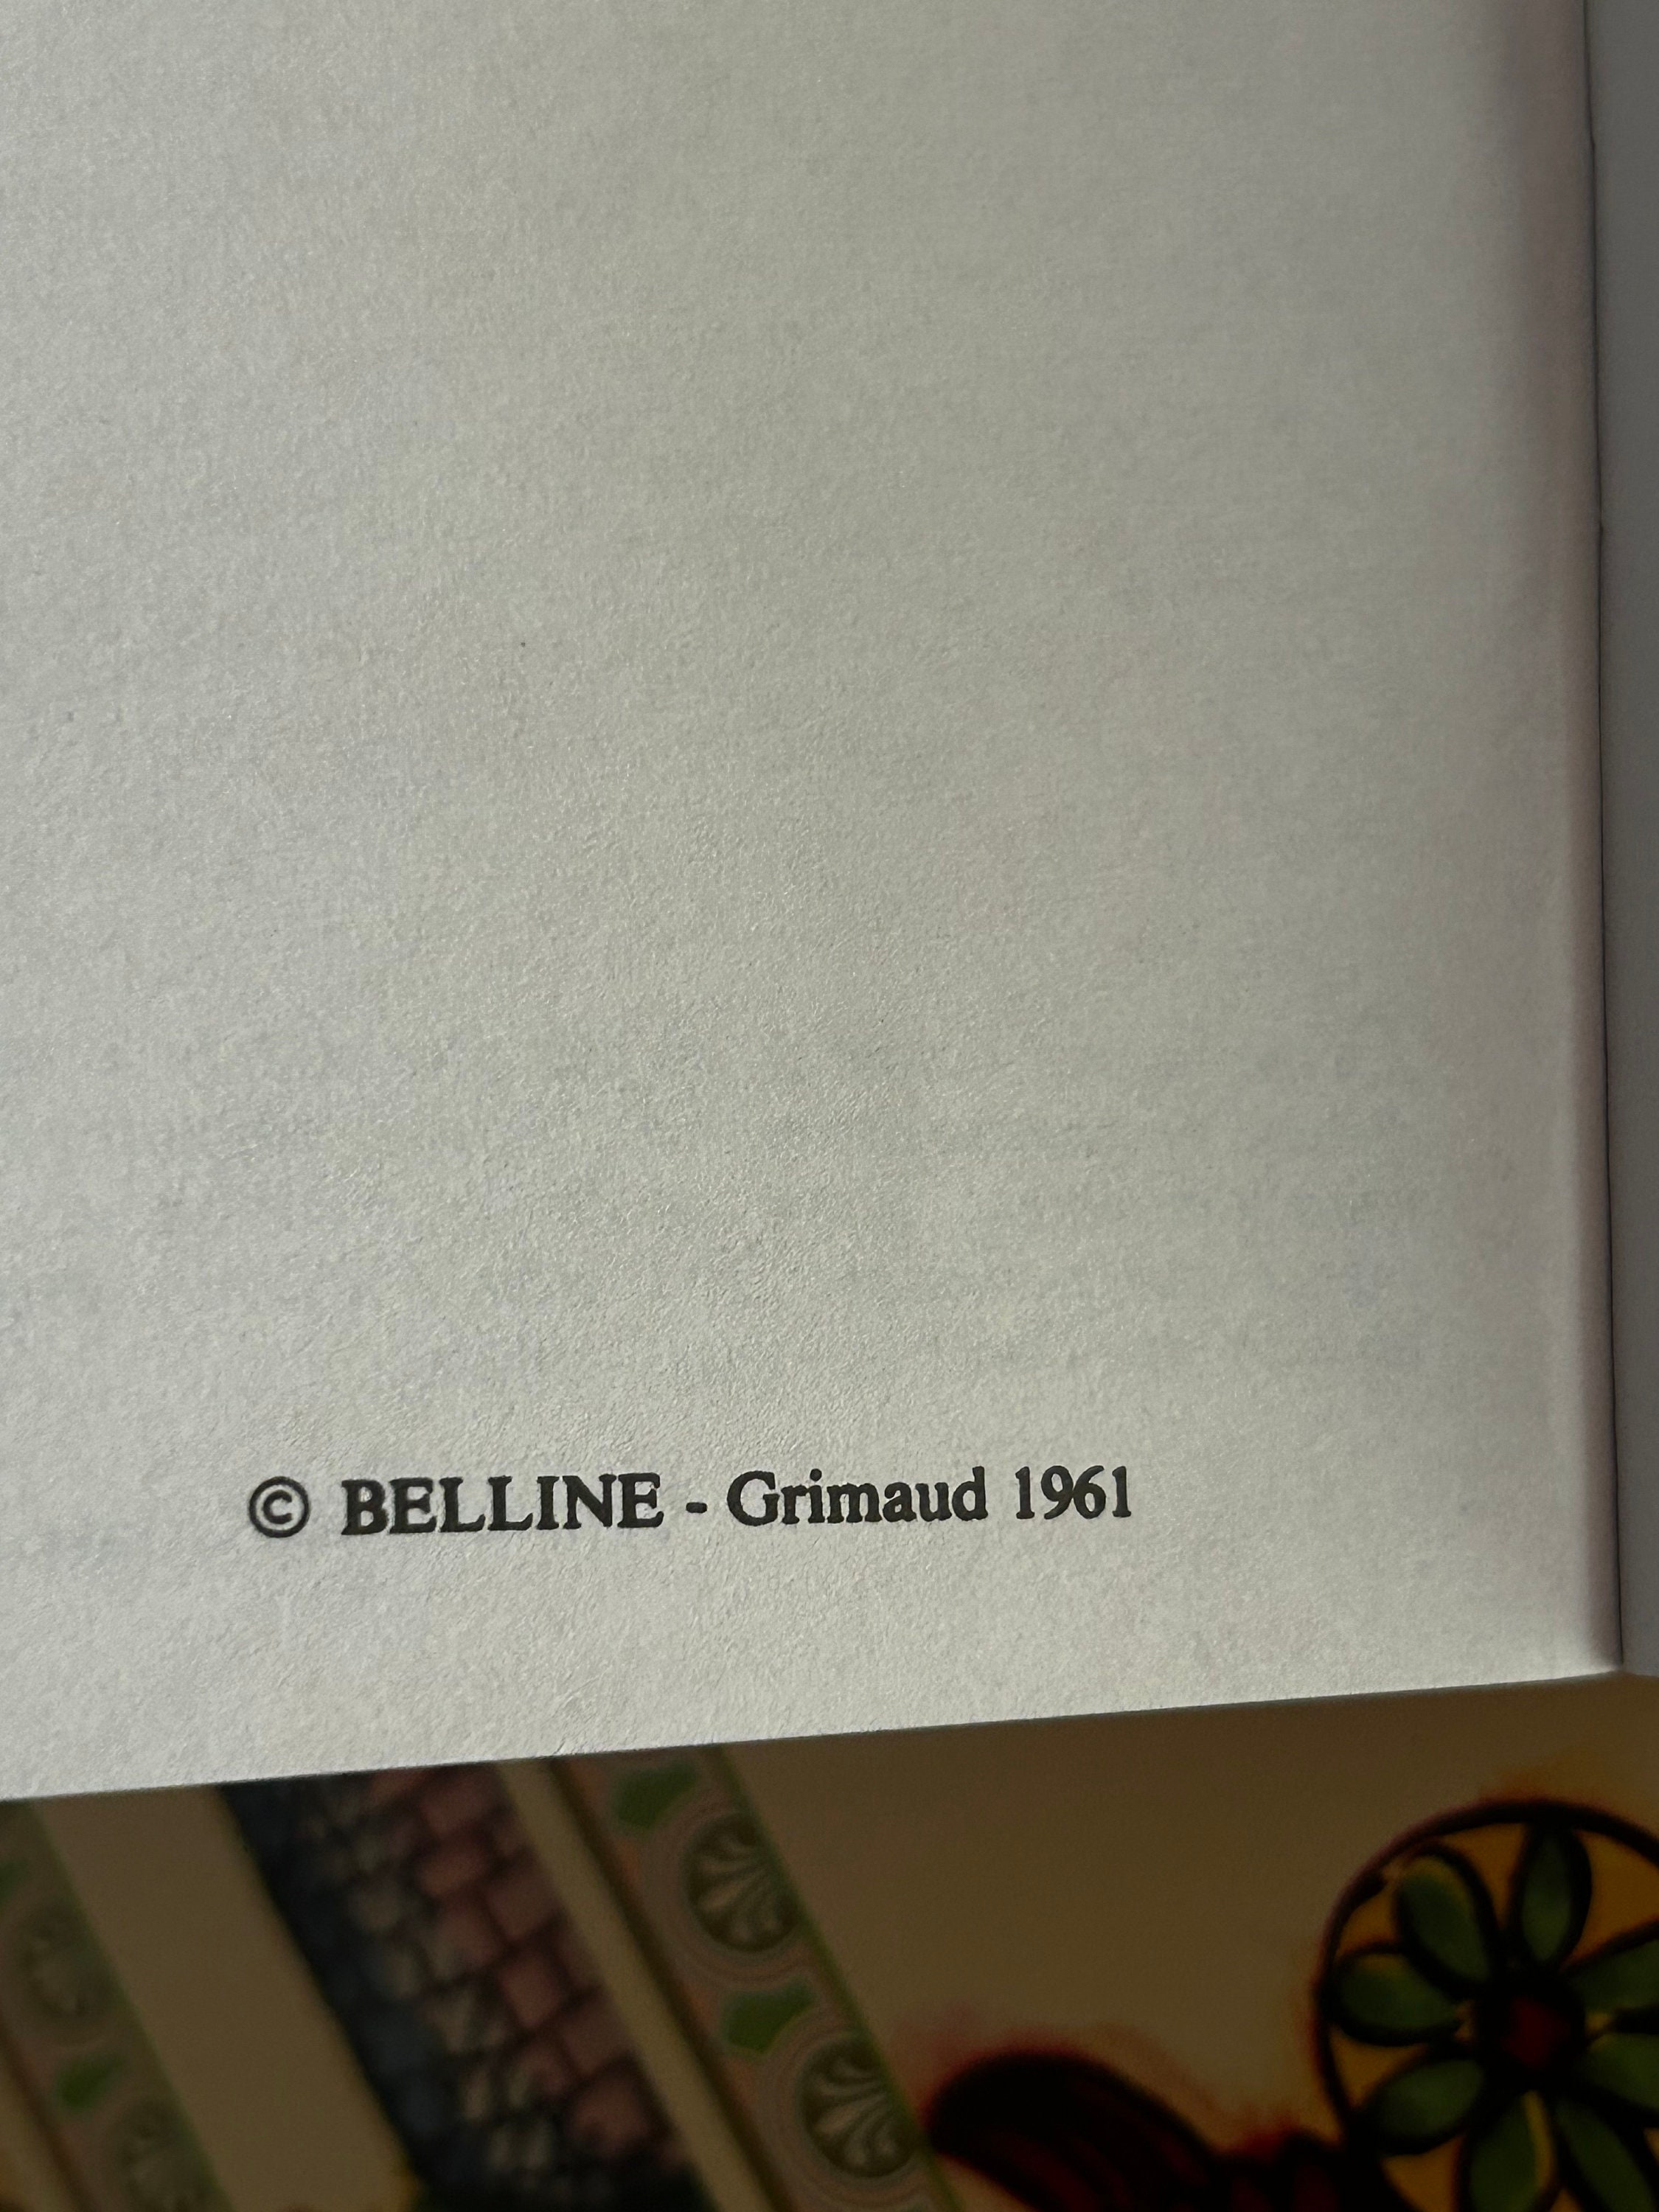 © BELLINE - Grimaud 1961